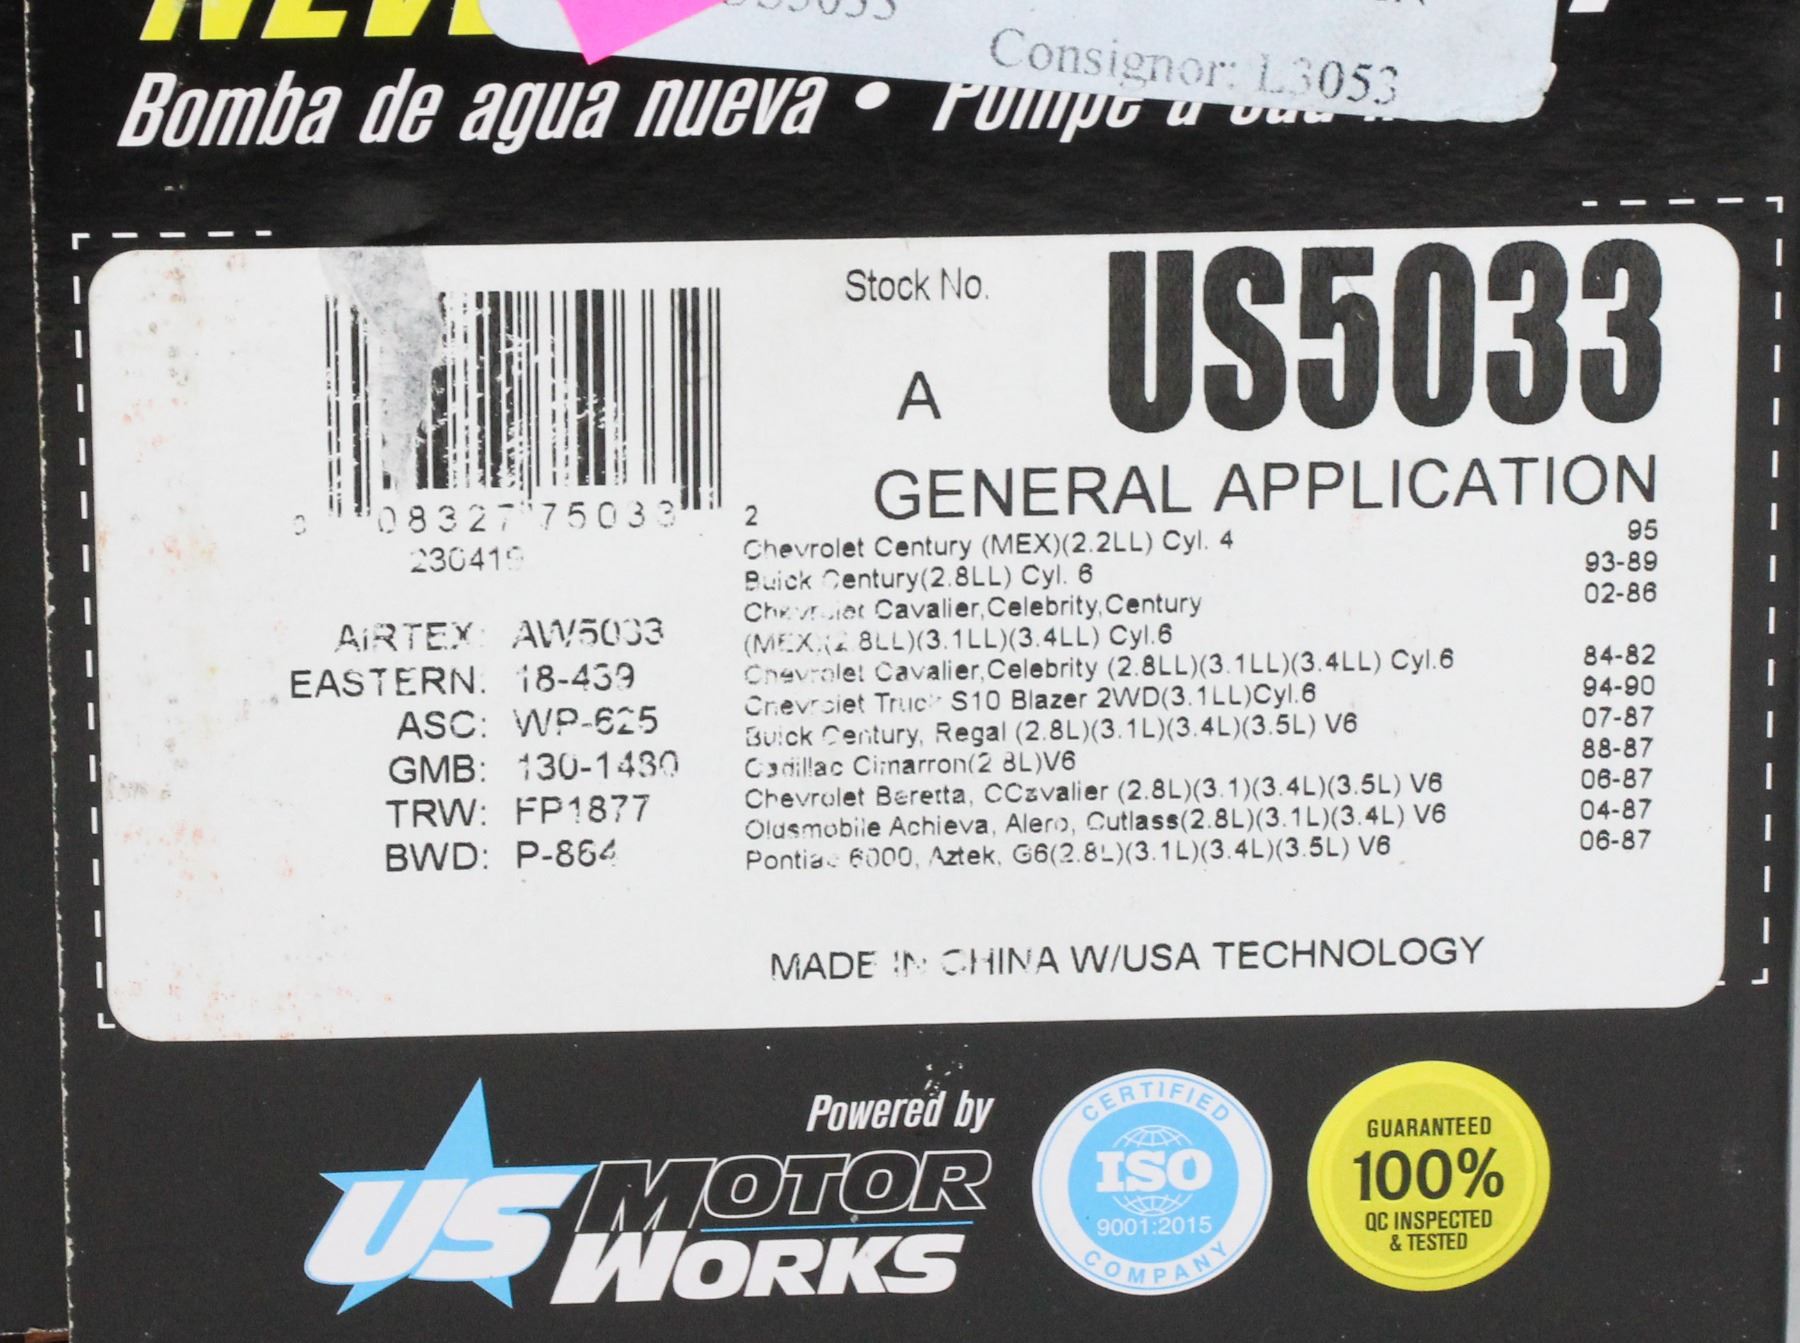 NEW
US5033
Consignor: L3053
Bomba de agua nueva •
Stock No. US5033
A
GENERAL APPLICATION
08327 75033 2
230419
AIRTEX: AW5033
EASTERN: 18-439
ASC: WP-625
GMB: 130-1480
TRW: FP1877
BWD: P-864
Chevrolet Century (MEX)(2.2LL) Cyl. 4 95
Buick Century(2.8LL) Cyl. 6 93-89
Chevrolet Cavalier,Celebrity,Century 02-86
(MEX)(2.8LL)(3.1LL)(3.4LL) Cyl.6
Chevrolet Cavalier,Celebrity (2.8LL)(3.1LL)(3.4LL) Cyl.6 84-82
Chevrolet Truck S10 Blazer 2WD(3.1LL)Cyl.6 94-90
Buick Century, Regal (2.8L)(3.1L)(3.4L)(3.5L) V6 07-87
Cadillac Cimarron(2 8L)V6 88-87
Chevrolet Beretta, CCavalier (2.8L)(3.1)(3.4L)(3.5L) V6 06-87
Oldsmobile Achieva, Alero, Cutlass(2.8L)(3.1L)(3.4L) V6 04-87
Pontiac 6000, Aztek, G6(2.8L)(3.1L)(3.4L)(3.5L) V6 06-87
MADE IN CHINA W/USA TECHNOLOGY
Powered by
US MOTOR
WORKS
CERTIFIED
ISO
9001:2015
COMPANY
GUARANTEED
100%
QC INSPECTED
& TESTED